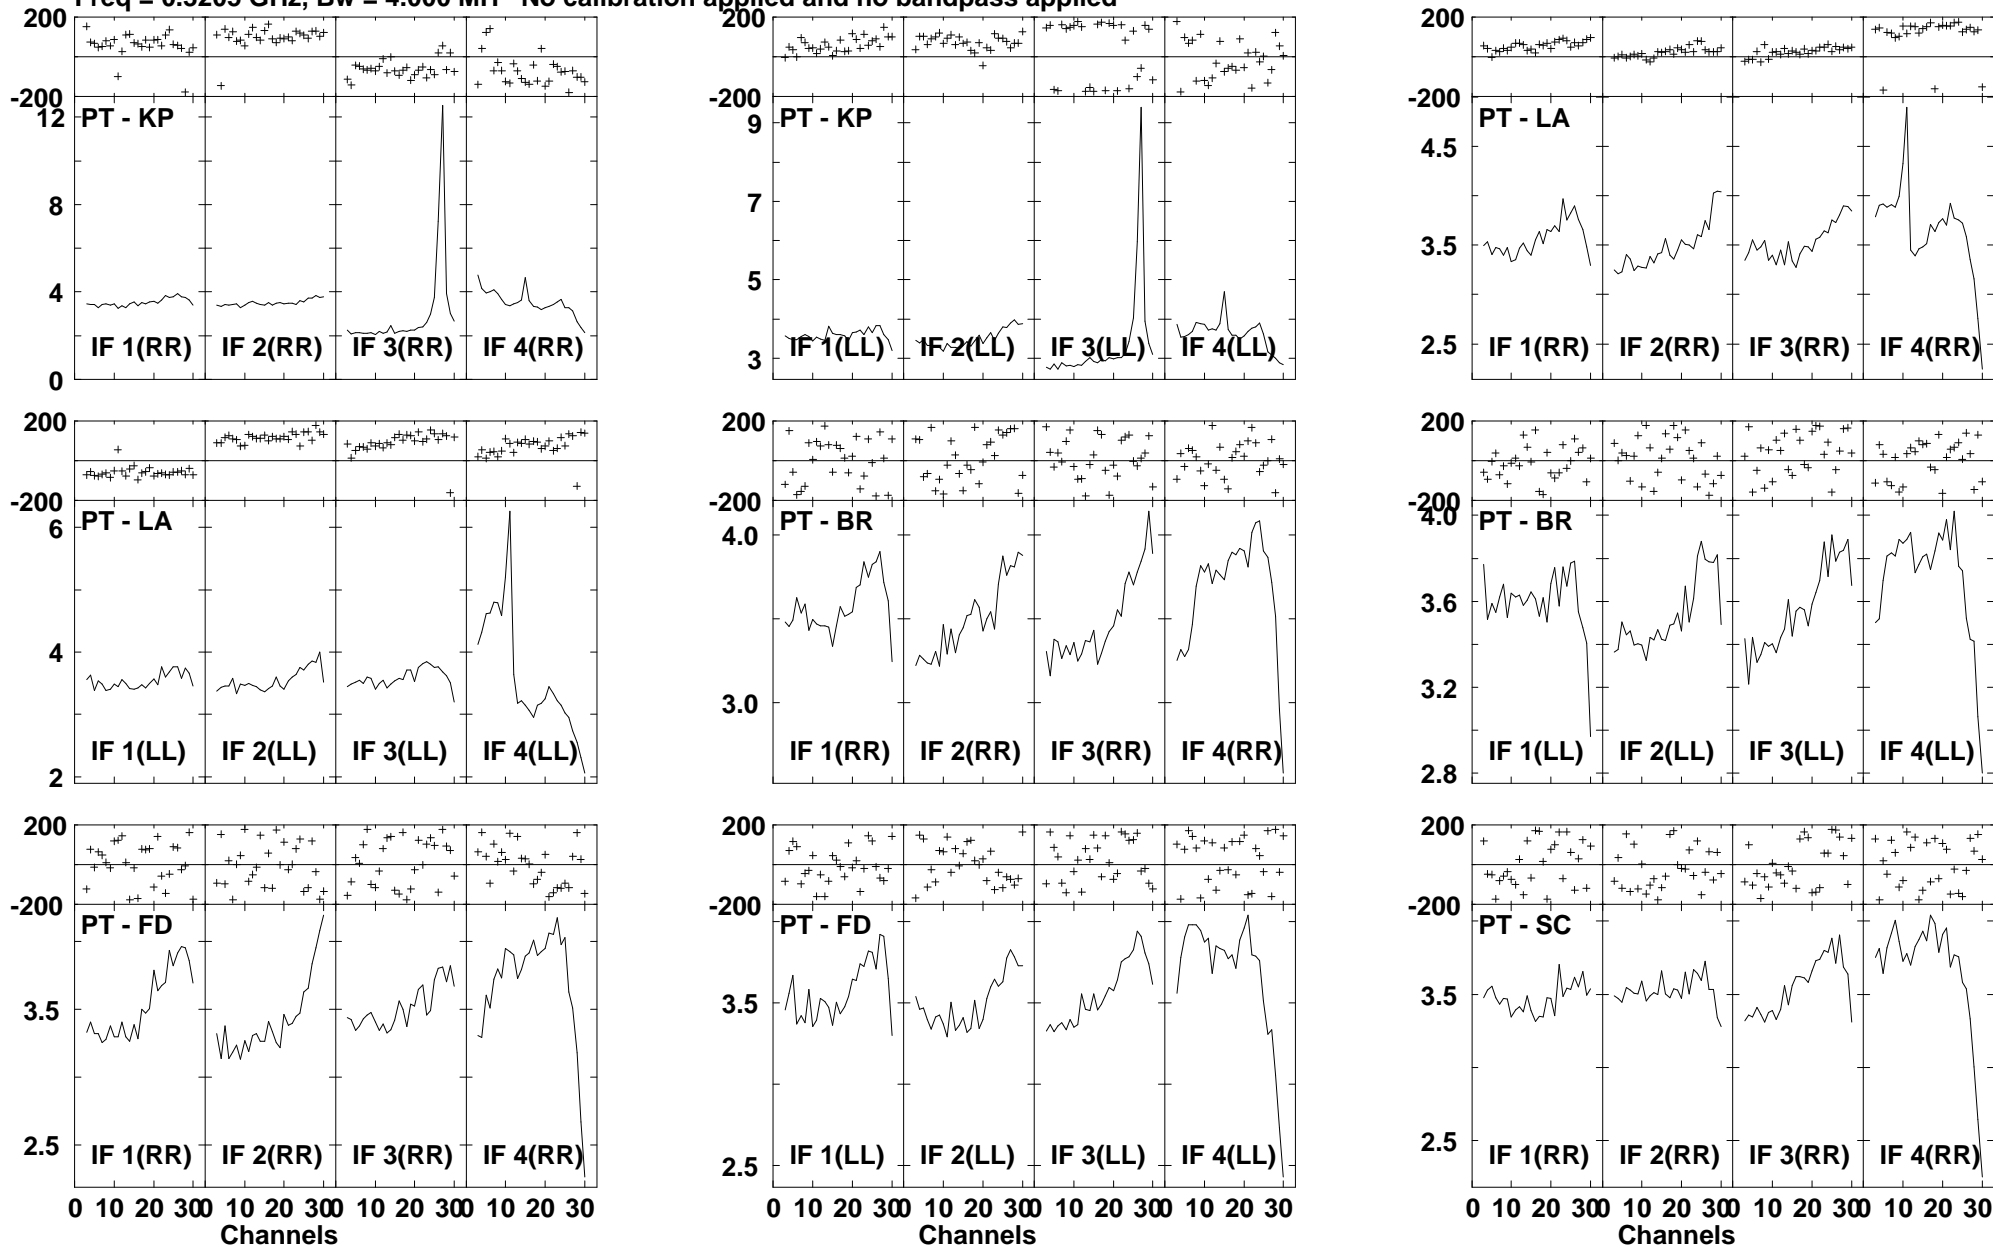 Freq = 0.3265 GHz, Bw = 4.000 MH No calibration applied and no bandpass applied
200
-200
PT - KP
12
8
4
0
IF 1(RR) IF 2(RR) IF 3(RR) IF 4(RR)
PT - KP
9
7
5
3
IF 1(LL) IF 2(LL) IF 3(LL) IF 4(LL)
200
-200
PT - LA
4.5
3.5
2.5
IF 1(RR) IF 2(RR) IF 3(RR) IF 4(RR)
200
-200
PT - LA
6
4
2
IF 1(LL) IF 2(LL) IF 3(LL) IF 4(LL)
200
-200
PT - BR
4.0
3.0
IF 1(RR) IF 2(RR) IF 3(RR) IF 4(RR)
200
-200
PT - BR
4.0
3.6
3.2
2.8
IF 1(LL) IF 2(LL) IF 3(LL) IF 4(LL)
200
-200
PT - FD
3.5
2.5
IF 1(RR) IF 2(RR) IF 3(RR) IF 4(RR)
0 10 20 30 0 10 20 30 0 10 20 30 0 10 20 30
Channels
200
-200
PT - FD
3.5
2.5
IF 1(LL) IF 2(LL) IF 3(LL) IF 4(LL)
0 10 20 30 0 10 20 30 0 10 20 30 0 10 20 30
Channels
200
-200
PT - SC
3.5
2.5
IF 1(RR) IF 2(RR) IF 3(RR) IF 4(RR)
0 10 20 30 0 10 20 30 0 10 20 30 0 10 20 30
Channels